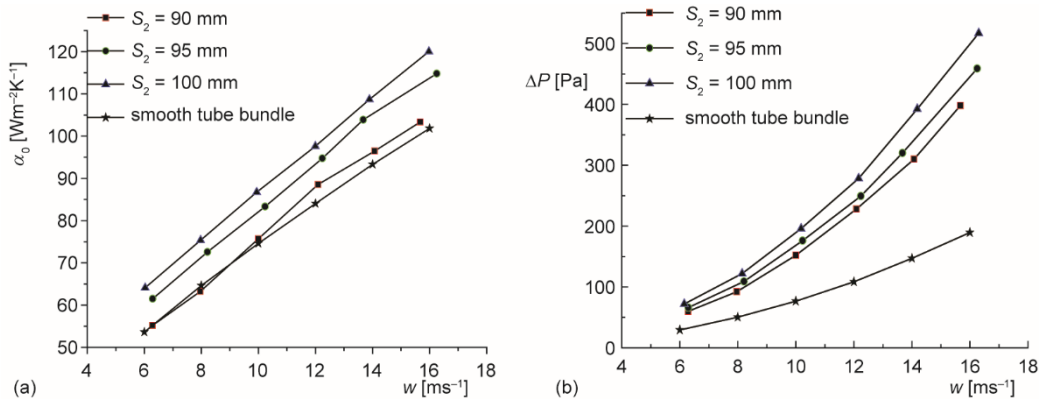 S₂ = 90 mm
S₂ = 95 mm
S₂ = 100 mm
smooth tube bundle
α₀ [Wm⁻²K⁻¹]
120
110
100
90
80
70
60
50
4 6 8 10 12 14 16 18
(a)
w [ms⁻¹]
S₂ = 90 mm
S₂ = 95 mm
S₂ = 100 mm
smooth tube bundle
ΔP [Pa]
500
400
300
200
100
0
4 6 8 10 12 14 16 18
(b)
w [ms⁻¹]